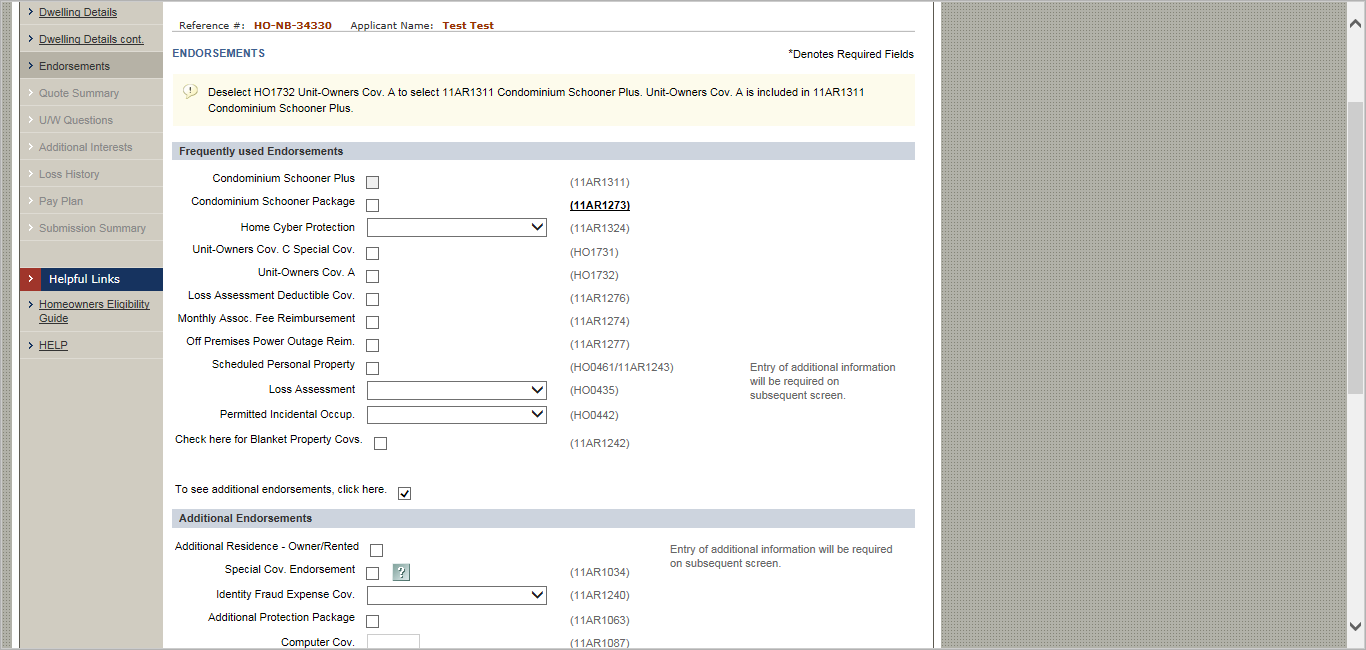 Dwelling Details
Dwelling Details cont.
Endorsements
Quote Summary
U/W Questions
Additional Interests
Loss History
Pay Plan
Submission Summary
Helpful Links
Homeowners Eligibility
Guide
HELP
Reference #: HO-NB-34330 Applicant Name: Test Test
ENDORSEMENTS
*Denotes Required Fields
Deselect HO1732 Unit-Owners Cov. A to select 11AR1311 Condominium Schooner Plus. Unit-Owners Cov. A is included in 11AR1311
Condominium Schooner Plus.
Frequently used Endorsements
Condominium Schooner Plus (11AR1311)
Condominium Schooner Package (11AR1273)
Home Cyber Protection (11AR1324)
Unit-Owners Cov. C Special Cov. (HO1731)
Unit-Owners Cov. A (HO1732)
Loss Assessment Deductible Cov. (11AR1276)
Monthly Assoc. Fee Reimbursement (11AR1274)
Off Premises Power Outage Reim. (11AR1277)
Scheduled Personal Property (HO0461/11AR1243) Entry of additional information
will be required on
subsequent screen.
Loss Assessment (HO0435)
Permitted Incidental Occup. (HO0442)
Check here for Blanket Property Covs. (11AR1242)
To see additional endorsements, click here.
Additional Endorsements
Additional Residence - Owner/Rented Entry of additional information will be required
on subsequent screen.
Special Cov. Endorsement ? (11AR1034)
Identity Fraud Expense Cov. (11AR1240)
Additional Protection Package (11AR1063)
Computer Cov. (11AR1087)